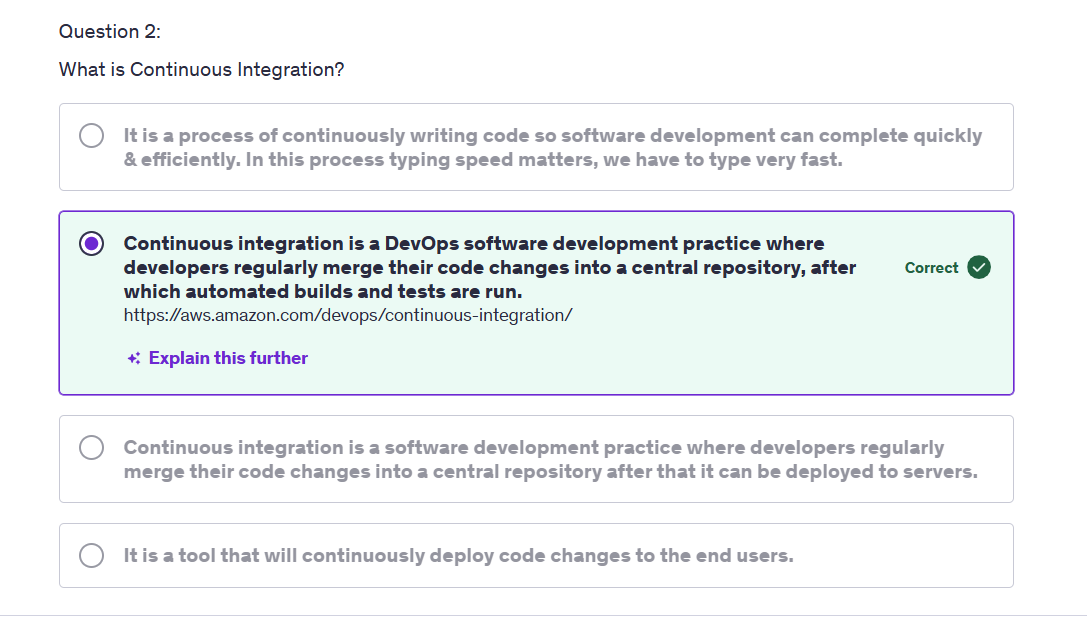 Question 2:
What is Continuous Integration?
It is a process of continuously writing code so software development can complete quickly
& efficiently. In this process typing speed matters, we have to type very fast.
Continuous integration is a DevOps software development practice where
developers regularly merge their code changes into a central repository, after
which automated builds and tests are run.
Correct
https://aws.amazon.com/devops/continuous-integration/
Explain this further
Continuous integration is a software development practice where developers regularly
merge their code changes into a central repository after that it can be deployed to servers.
It is a tool that will continuously deploy code changes to the end users.